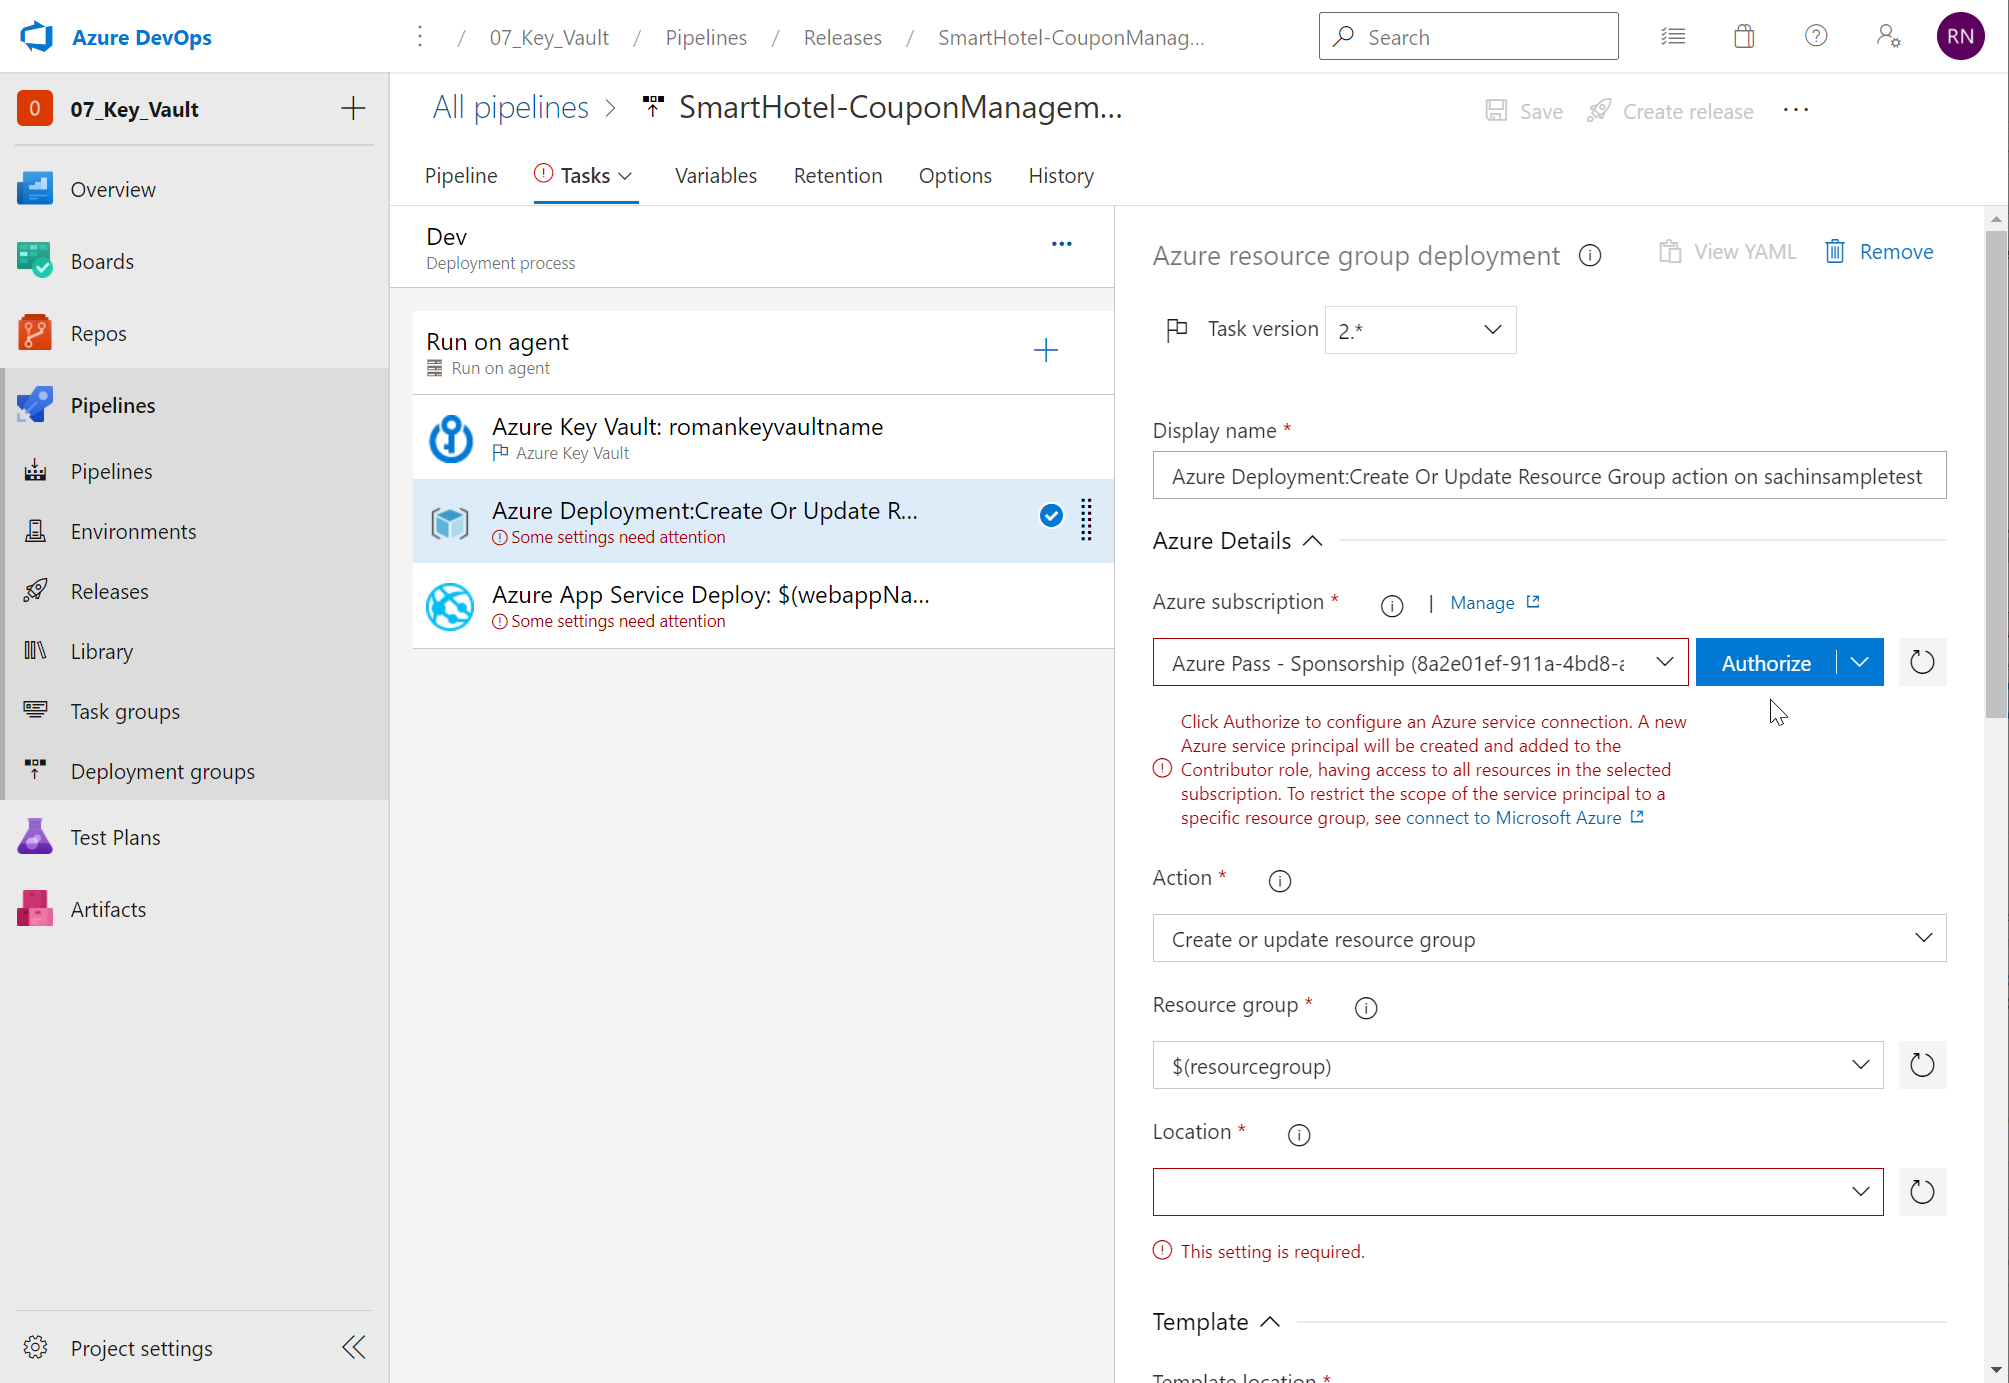 Azure DevOps
/ 07_Key_Vault / Pipelines / Releases / SmartHotel-CouponManag...
Search
RN
O 07_Key_Vault
Overview
Boards
Repos
Pipelines
Pipelines
Environments
Releases
Library
Task groups
Deployment groups
Test Plans
Artifacts
Project settings
All pipelines > SmartHotel-CouponManagem...
Save
Create release
Pipeline
Tasks
Variables
Retention
Options
History
Dev
Deployment process
Run on agent
Run on agent
Azure Key Vault: romankeyvaultname
Azure Key Vault
Azure Deployment:Create Or Update R...
Some settings need attention
Azure App Service Deploy: $(webappNa...
Some settings need attention
Azure resource group deployment
View YAML
Remove
Task version 2.*
Display name *
Azure Deployment:Create Or Update Resource Group action on sachinsampletest
Azure Details
Azure subscription * | Manage
Azure Pass - Sponsorship (8a2e01ef-911a-4bd8-a
Authorize
Click Authorize to configure an Azure service connection. A new
Azure service principal will be created and added to the
Contributor role, having access to all resources in the selected
subscription. To restrict the scope of the service principal to a
specific resource group, see connect to Microsoft Azure
Action *
Create or update resource group
Resource group *
$(resourcegroup)
Location *
This setting is required.
Template
Template location *